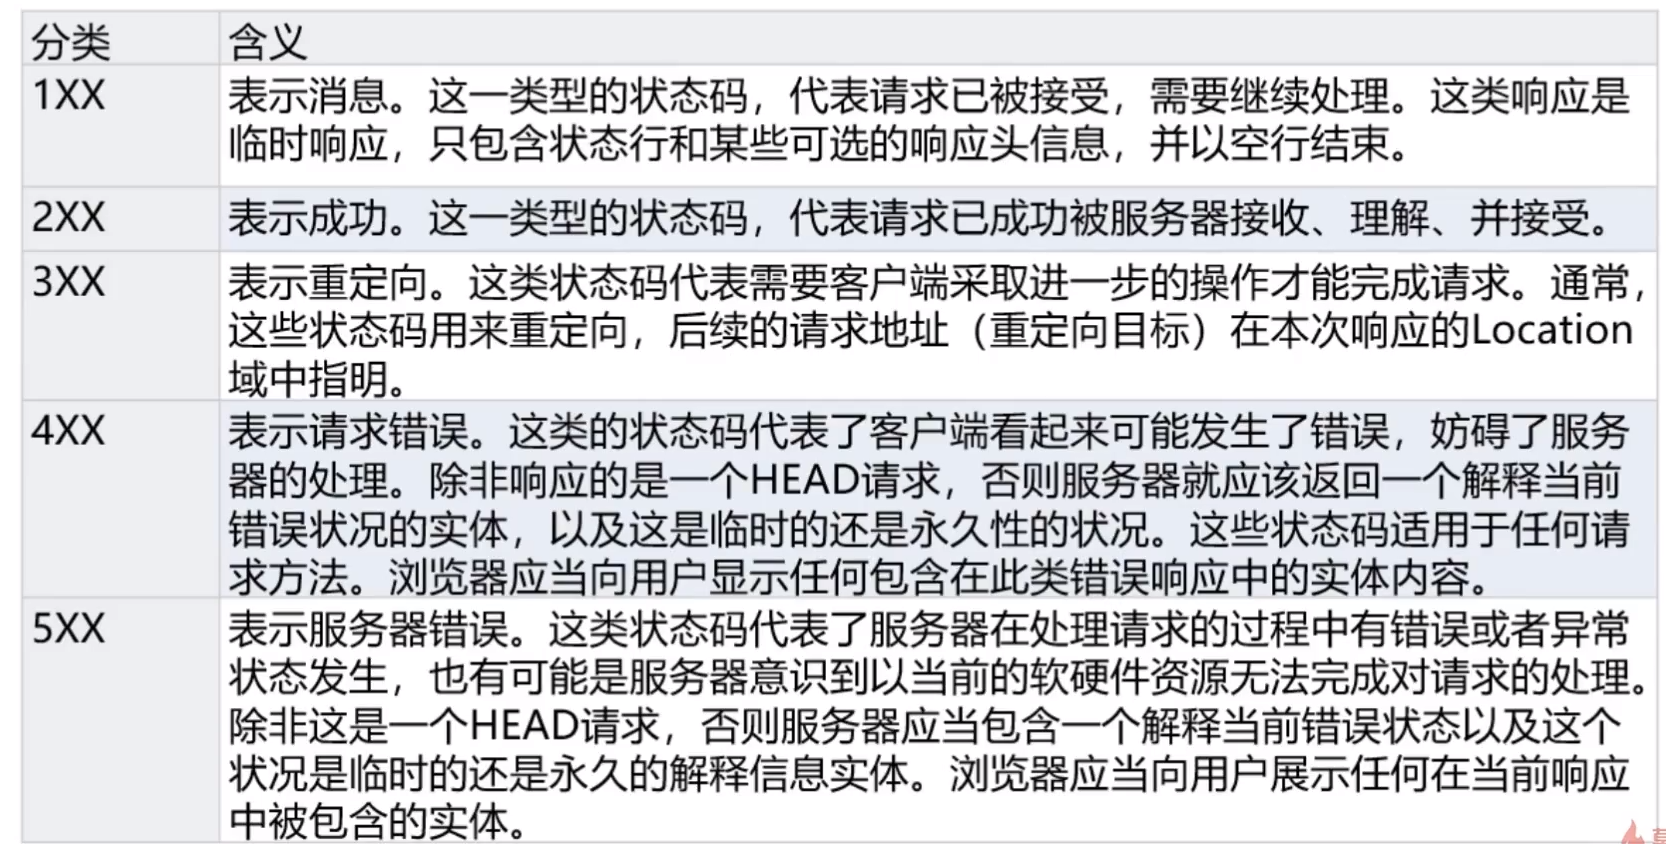 分类 含义
1XX 表示消息。这一类型的状态码，代表请求已被接受，需要继续处理。这类响应是
临时响应，只包含状态行和某些可选的响应头信息，并以空行结束。
2XX 表示成功。这一类型的状态码，代表请求已成功被服务器接收、理解、并接受。
3XX 表示重定向。这类状态码代表需要客户端采取进一步的操作才能完成请求。通常，
这些状态码用来重定向，后续的请求地址（重定向目标）在本次响应的Location
域中指明。
4XX 表示请求错误。这类的状态码代表了客户端看起来可能发生了错误，妨碍了服务
器的处理。除非响应的是一个HEAD请求，否则服务器就应该返回一个解释当前
错误状况的实体，以及这是临时的还是永久性的状况。这些状态码适用于任何请
求方法。浏览器应当向用户显示任何包含在此类错误响应中的实体内容。
5XX 表示服务器错误。这类状态码代表了服务器在处理请求的过程中有错误或者异常
状态发生，也有可能是服务器意识到以当前的软硬件资源无法完成对请求的处理。
除非这是一个HEAD请求，否则服务器应当包含一个解释当前错误状态以及这个
状况是临时的还是永久的解释信息实体。浏览器应当向用户展示任何在当前响应
中被包含的实体。